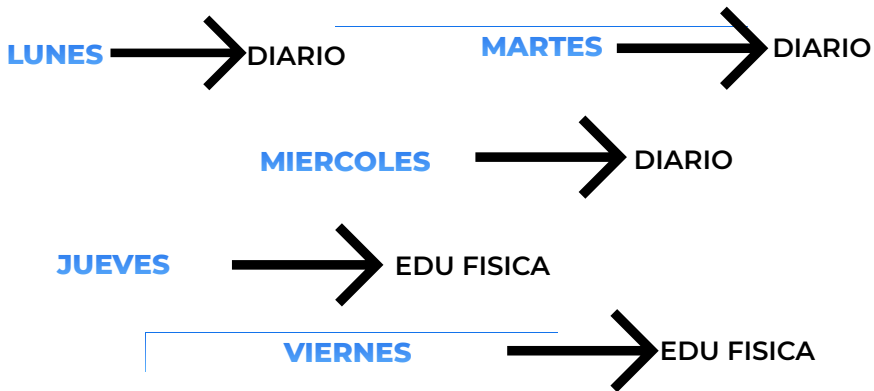 LUNES DIARIO MARTES DIARIO
MIERCOLES DIARIO
JUEVES EDU FISICA
VIERNES EDU FISICA